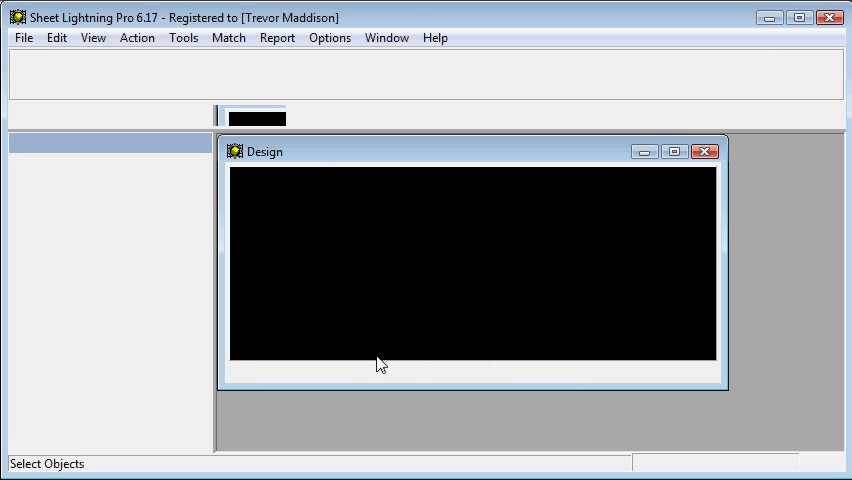 Sheet Lightning Pro 6.17 - Registered to [Trevor Maddison]
File Edit View Action Tools Match Report Options Window Help
Design
Select Objects